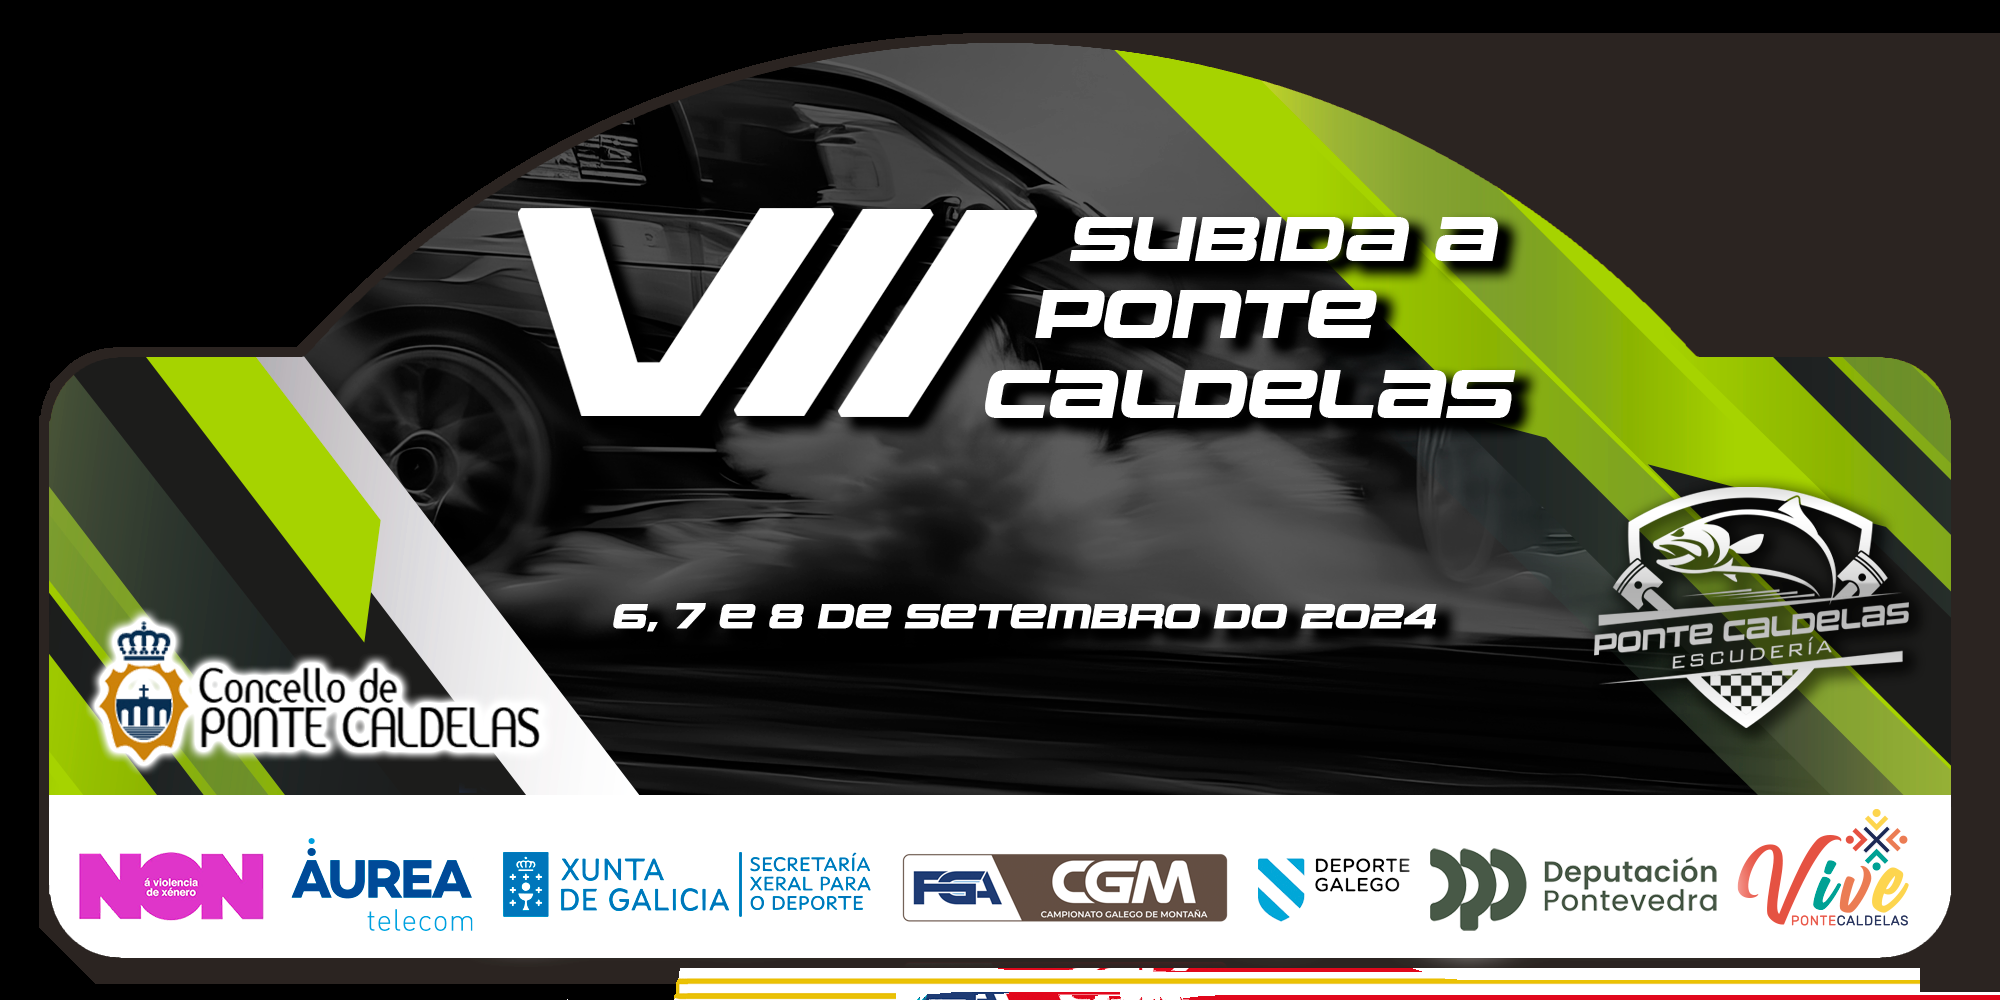 VII
SUBIDA A
PONTE
CALDELAS
6, 7 E 8 DE SETEMBRO DO 2024
PONTE CALDELAS
ESCUDERÍA
Concello de
PONTE CALDELAS
NON
á violencia
de xénero
ÁUREA
telecom
XUNTA
DE GALICIA
SECRETARÍA
XERAL PARA
O DEPORTE
FGA
CGM
CAMPIONATO GALEGO DE MONTAÑA
DEPORTE
GALEGO
Deputación
Pontevedra
Vive
PONTECALDELAS